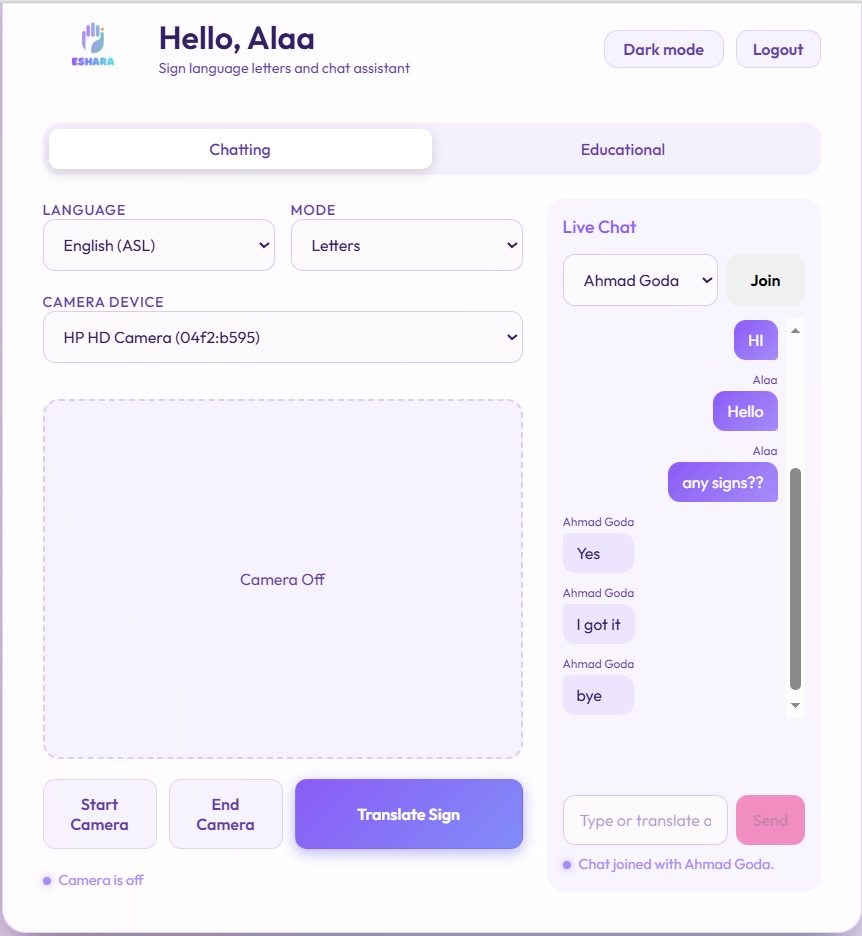 ESHARA
Hello, Alaa
Sign language letters and chat assistant
Dark mode
Logout
Chatting
Educational
LANGUAGE
English (ASL)
MODE
Letters
CAMERA DEVICE
HP HD Camera (04f2:b595)
Camera Off
Start
Camera
End
Camera
Translate Sign
Camera is off
Live Chat
Ahmad Goda
Join
HI
Alaa
Hello
Alaa
any signs??
Ahmad Goda
Yes
Ahmad Goda
I got it
Ahmad Goda
bye
Type or translate a
Send
Chat joined with Ahmad Goda.